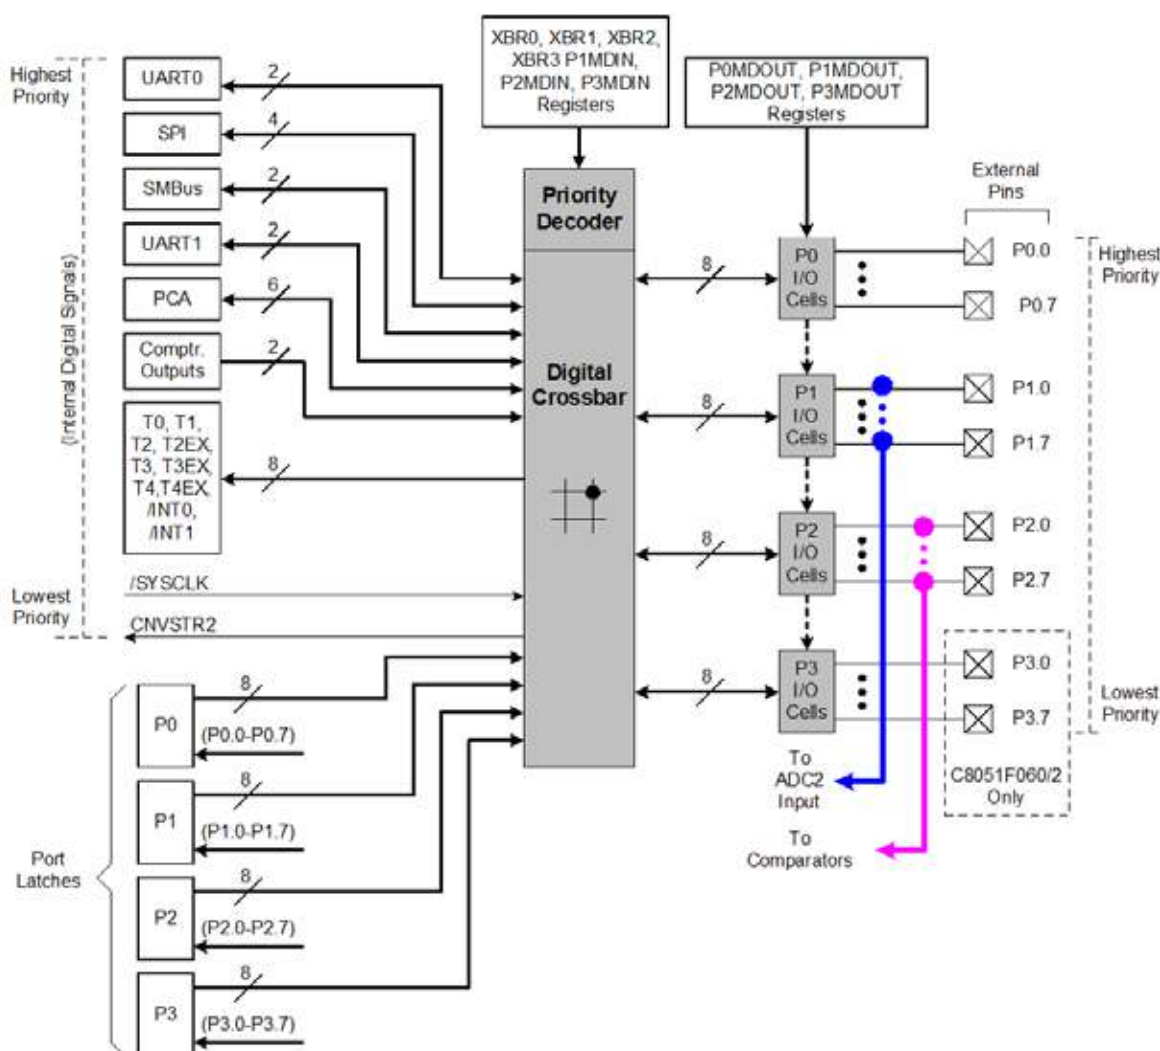 XBR0, XBR1, XBR2,
XBR3 P1MDIN,
P2MDIN, P3MDIN
Registers
P0MDOUT, P1MDOUT,
P2MDOUT, P3MDOUT
Registers
Highest
Priority
(Internal Digital Signals)
Lowest
Priority
UART0
2
SPI
4
SMBus
2
UART1
2
PCA
6
Comptr.
Outputs
2
T0, T1,
T2, T2EX,
T3, T3EX,
T4,T4EX,
/INT0,
/INT1
8
/SYSCLK
CNVSTR2
Priority
Decoder
Digital
Crossbar
8
8
8
8
P0
I/O
Cells
P1
I/O
Cells
P2
I/O
Cells
P3
I/O
Cells
External
Pins
P0.0
P0.7
P1.0
P1.7
P2.0
P2.7
P3.0
P3.7
C8051F060/2
Only
Highest
Priority
Lowest
Priority
To
ADC2
Input
To
Comparators
Port
Latches
P0
8
(P0.0-P0.7)
P1
8
(P1.0-P1.7)
P2
8
(P2.0-P2.7)
P3
8
(P3.0-P3.7)